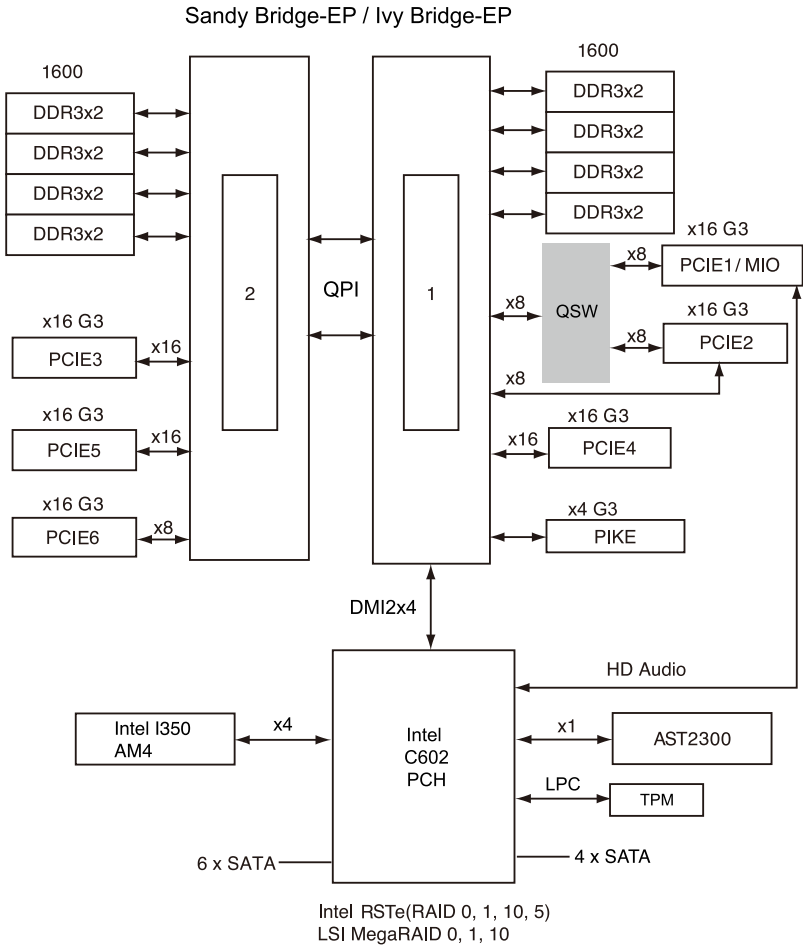 Sandy Bridge-EP / Ivy Bridge-EP
1600
DDR3x2
DDR3x2
DDR3x2
DDR3x2
1600
DDR3x2
DDR3x2
DDR3x2
DDR3x2
2
QPI
1
x16 G3
PCIE3
x16
x16 G3
PCIE5
x16
x16 G3
PCIE6
x8
x8
QSW
x8
x16 G3
PCIE1/ MIO
x8
x16 G3
PCIE2
x8
x16
x16 G3
PCIE4
x4 G3
PIKE
DMI2x4
HD Audio
Intel I350
AM4
x4
Intel
C602
PCH
x1
AST2300
LPC
TPM
6 x SATA
4 x SATA
Intel RSTe(RAID 0, 1, 10, 5)
LSI MegaRAID 0, 1, 10